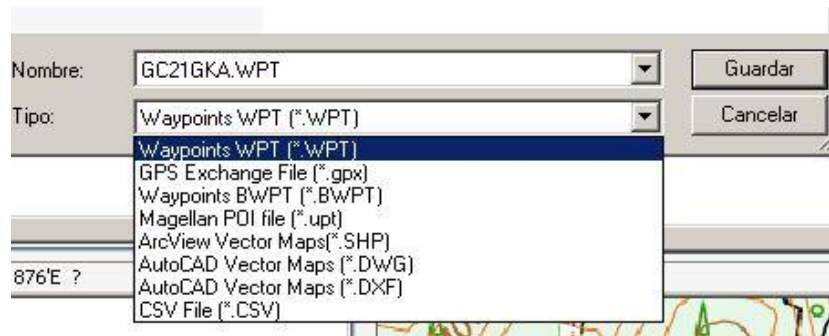 Nombre: GC21GKA.WPT Guardar
Tipo: Waypoints WPT (*.WPT) Cancelar
Waypoints WPT (*.WPT)
GPS Exchange File (*.gpx)
Waypoints BWPT (*.BWPT)
Magellan POI file (*.upt)
ArcView Vector Maps(*.SHP)
AutoCAD Vector Maps (*.DWG)
876'E ? AutoCAD Vector Maps (*.DXF)
CSV File (*.CSV)